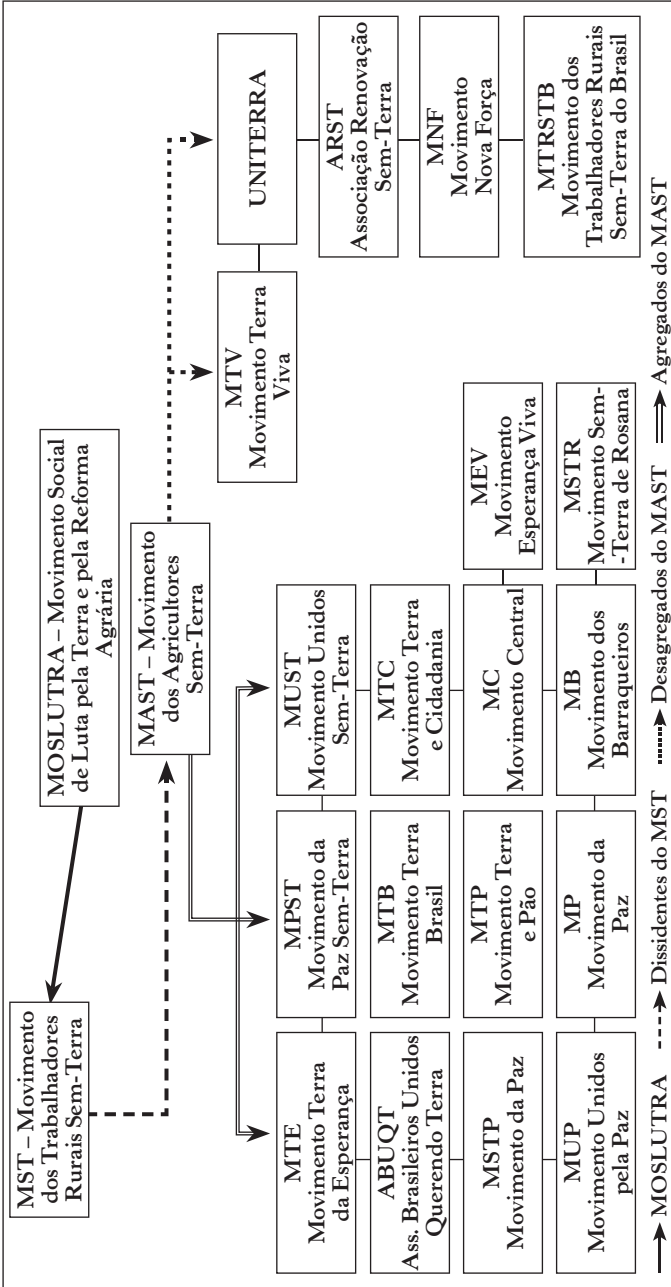 MST – Movimento
dos Trabalhadores
Rurais Sem-Terra
MOSLUTRA – Movimento Social
de Luta pela Terra e pela Reforma
Agrária
MAST – Movimento
dos Agricultores
Sem-Terra
MTE
Movimento Terra
da Esperança
MPST
Movimento da
Paz Sem-Terra
MUST
Movimento Unidos
Sem-Terra
MTV
Movimento Terra
Viva
UNITERRA
ABUQT
Ass. Brasileiros Unidos
Querendo Terra
MTB
Movimento Terra
Brasil
MTC
Movimento Terra
e Cidadania
ARST
Associação Renovação
Sem-Terra
MSTP
Movimento da Paz
MTP
Movimento Terra
e Pão
MC
Movimento Central
MEV
Movimento
Esperança Viva
MNF
Movimento
Nova Força
MUP
Movimento Unidos
pela Paz
MP
Movimento da
Paz
MB
Movimento dos
Barraqueiros
MSTR
Movimento Sem-
-Terra de Rosana
MTRSTB
Movimento dos
Trabalhadores Rurais
Sem-Terra do Brasil
MOSLUTRA Dissidentes do MST Desagregados do MAST Agregados do MAST